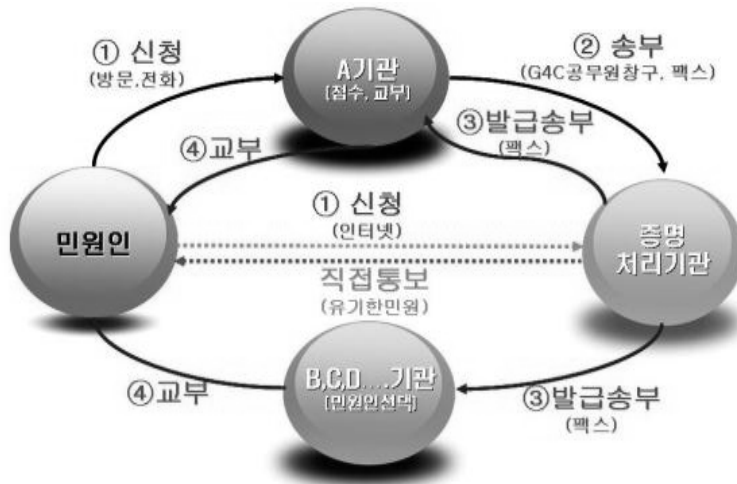 ① 신청
(방문,전화)
A기관
[접수, 교부]
② 송부
(G4C공무원창구, 팩스)
③발급송부
(팩스)
④교부
① 신청
(인터넷)
민원인
증명
처리기관
직접통보
(유기한민원)
B,C,D....기관
[민원인선택]
④교부
③발급송부
(팩스)